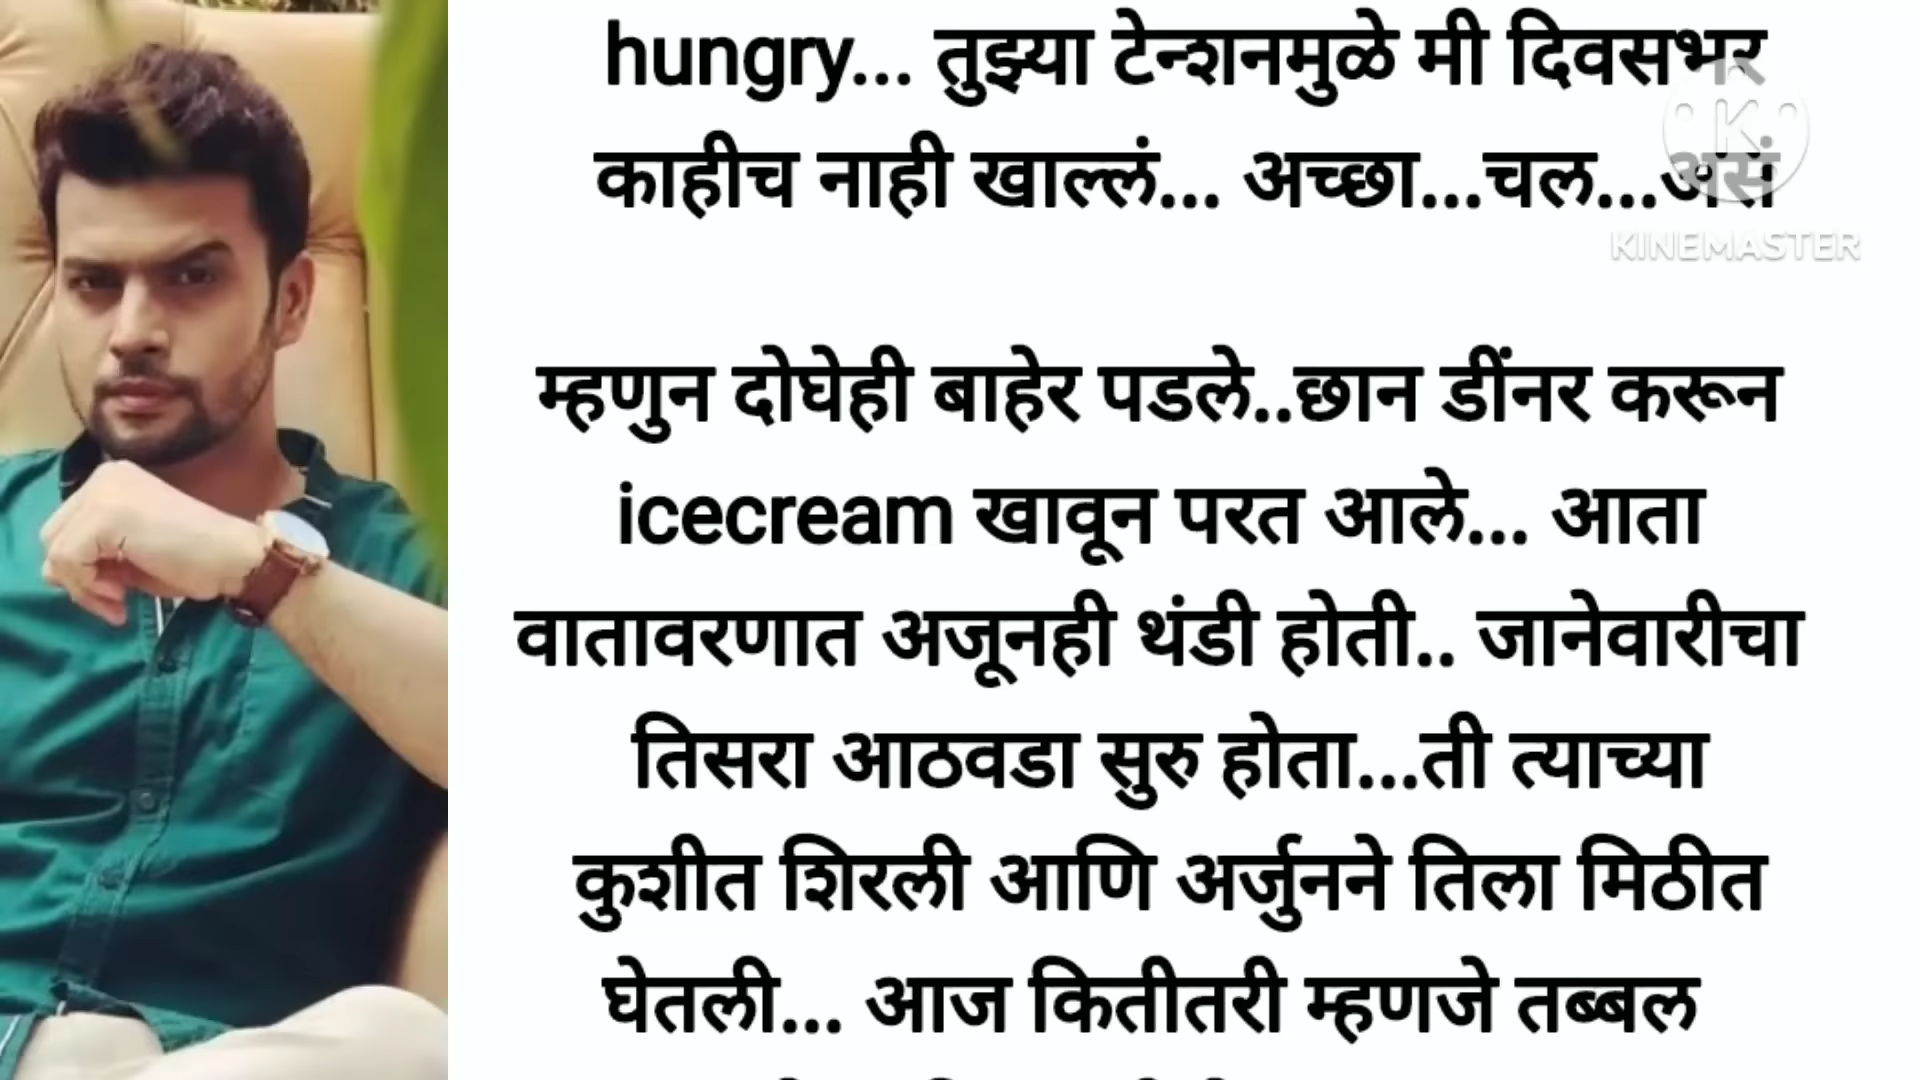 hungry... तुझ्या टेन्शनमुळे मी दिवसभर
काहीच नाही खाल्लं... अच्छा...चल...असं
K
KINEMASTER
म्हणुन दोघेही बाहेर पडले..छान डींनर करून
icecream खावून परत आले... आता
वातावरणात अजूनही थंडी होती.. जानेवारीचा
तिसरा आठवडा सुरु होता...ती त्याच्या
कुशीत शिरली आणि अर्जुनने तिला मिठीत
घेतली... आज कितीतरी म्हणजे तब्बल